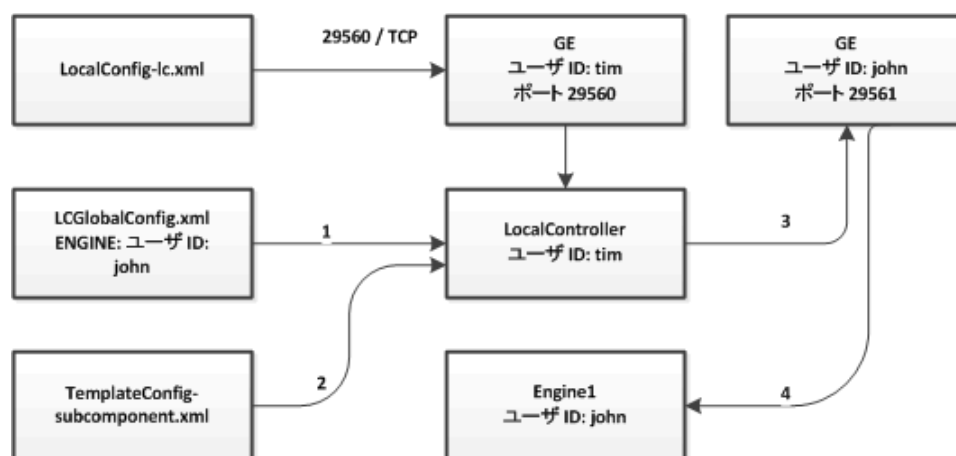 29560 / TCP
LocalConfig-lc.xml
GE
ユーザ ID: tim
ポート 29560
GE
ユーザ ID: john
ポート 29561
LCGlobalConfig.xml
ENGINE: ユーザ ID:
john
1
LocalController
ユーザ ID: tim
3
TemplateConfig-
subcomponent.xml
2
Engine1
ユーザ ID: john
4